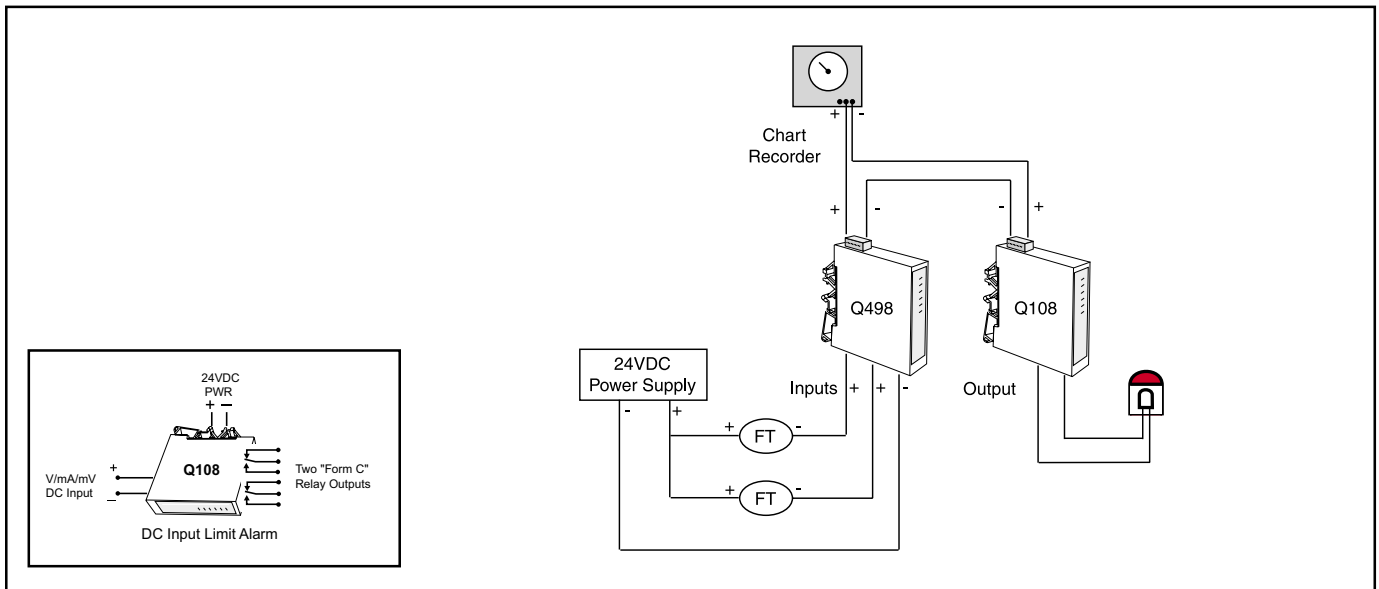 + -
Chart
Recorder
+ - - +
Q498 Q108
24VDC
Power Supply
Inputs + + - Output
- +
+ FT -
+ FT -
24VDC
PWR
+ –
Q108
V/mA/mV
DC Input
+
–
Two "Form C"
Relay Outputs
DC Input Limit Alarm